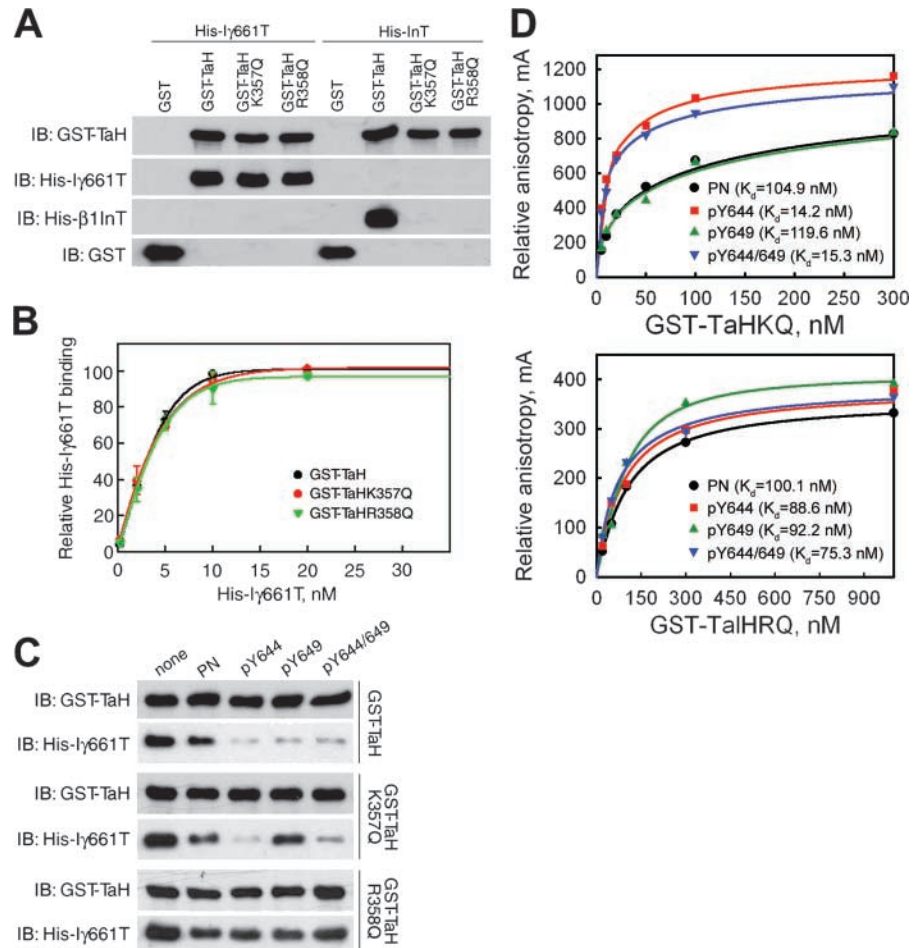 A
His-Iγ661T
His-InT
GST
GST-TaH
GST-TaH K357Q
GST-TaH R358Q
GST
GST-TaH
GST-TaH K357Q
GST-TaH R358Q
IB: GST-TaH
IB: His-Iγ661T
IB: His-β1InT
IB: GST
B
Relative His-Iγ661T binding
100
80
60
40
20
0
GST-TaH
GST-TaHK357Q
GST-TaHR358Q
0 5 10 15 20 25 30
His-Iγ661T, nM
C
none
PN
pY644
pY649
pY644/649
IB: GST-TaH
IB: His-Iγ661T
GST-TaH
IB: GST-TaH
IB: His-Iγ661T
GST-TaH
K357Q
IB: GST-TaH
IB: His-Iγ661T
GST-TaH
R358Q
D
Relative anisotropy, mA
1200
1000
800
600
400
200
0
PN (Kd=104.9 nM)
pY644 (Kd=14.2 nM)
pY649 (Kd=119.6 nM)
pY644/649 (Kd=15.3 nM)
0 50 100 150 200 250 300
GST-TaHKQ, nM
Relative anisotropy, mA
400
300
200
100
0
PN (Kd=100.1 nM)
pY644 (Kd=88.6 nM)
pY649 (Kd=92.2 nM)
pY644/649 (Kd=75.3 nM)
0 150 300 450 600 750 900
GST-TalHRQ, nM